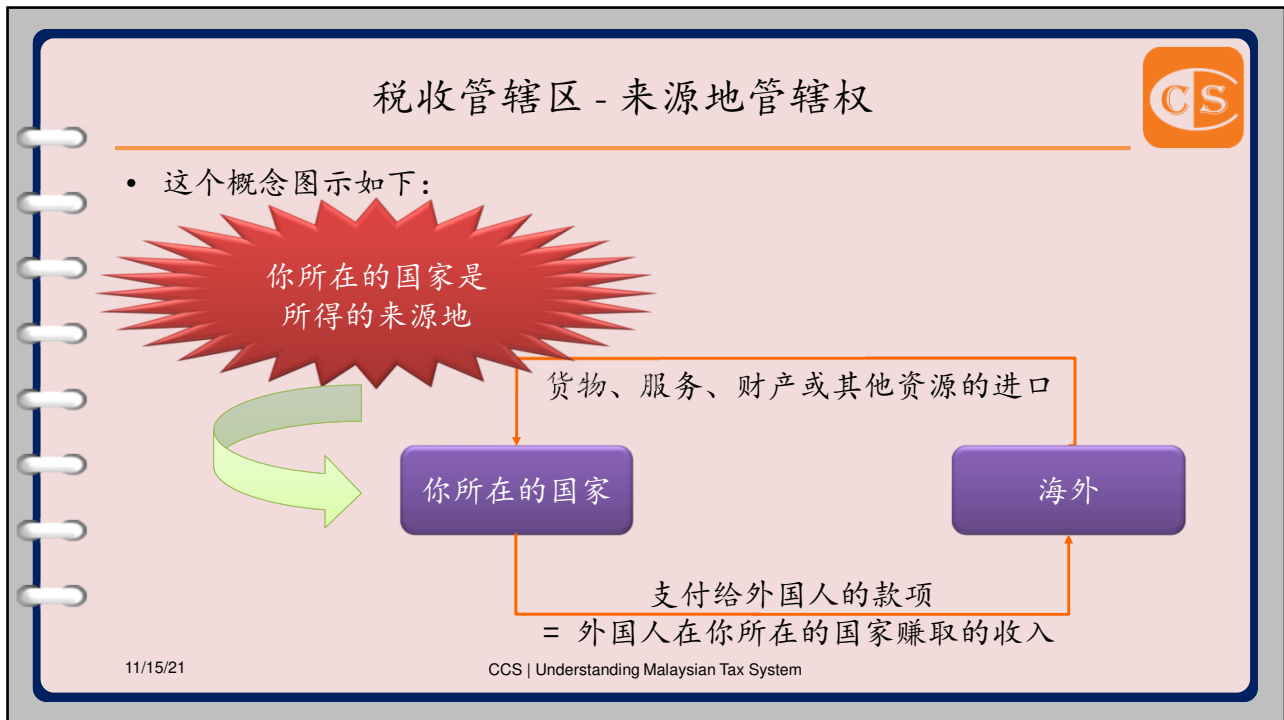 税收管辖区 - 来源地管辖权
CS
• 这个概念图示如下：
你所在的国家是
所得的来源地
货物、服务、财产或其他资源的进口
你所在的国家
海外
支付给外国人的款项
= 外国人在你所在的国家赚取的收入
11/15/21
CCS | Understanding Malaysian Tax System